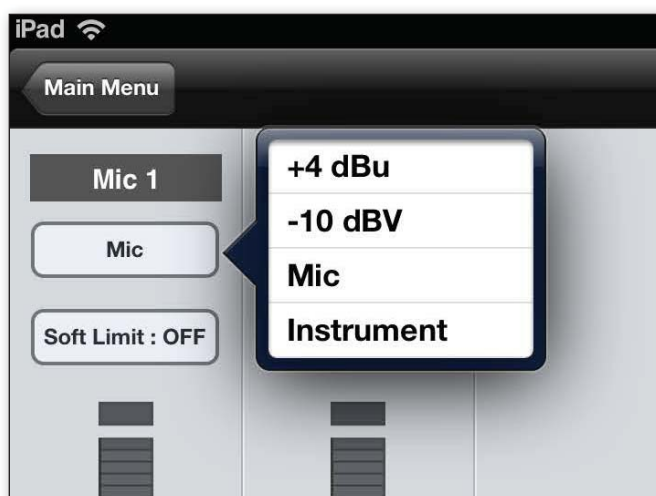 iPad
Main Menu
Mic 1
Mic
Soft Limit : OFF
+4 dBu
-10 dBV
Mic
Instrument